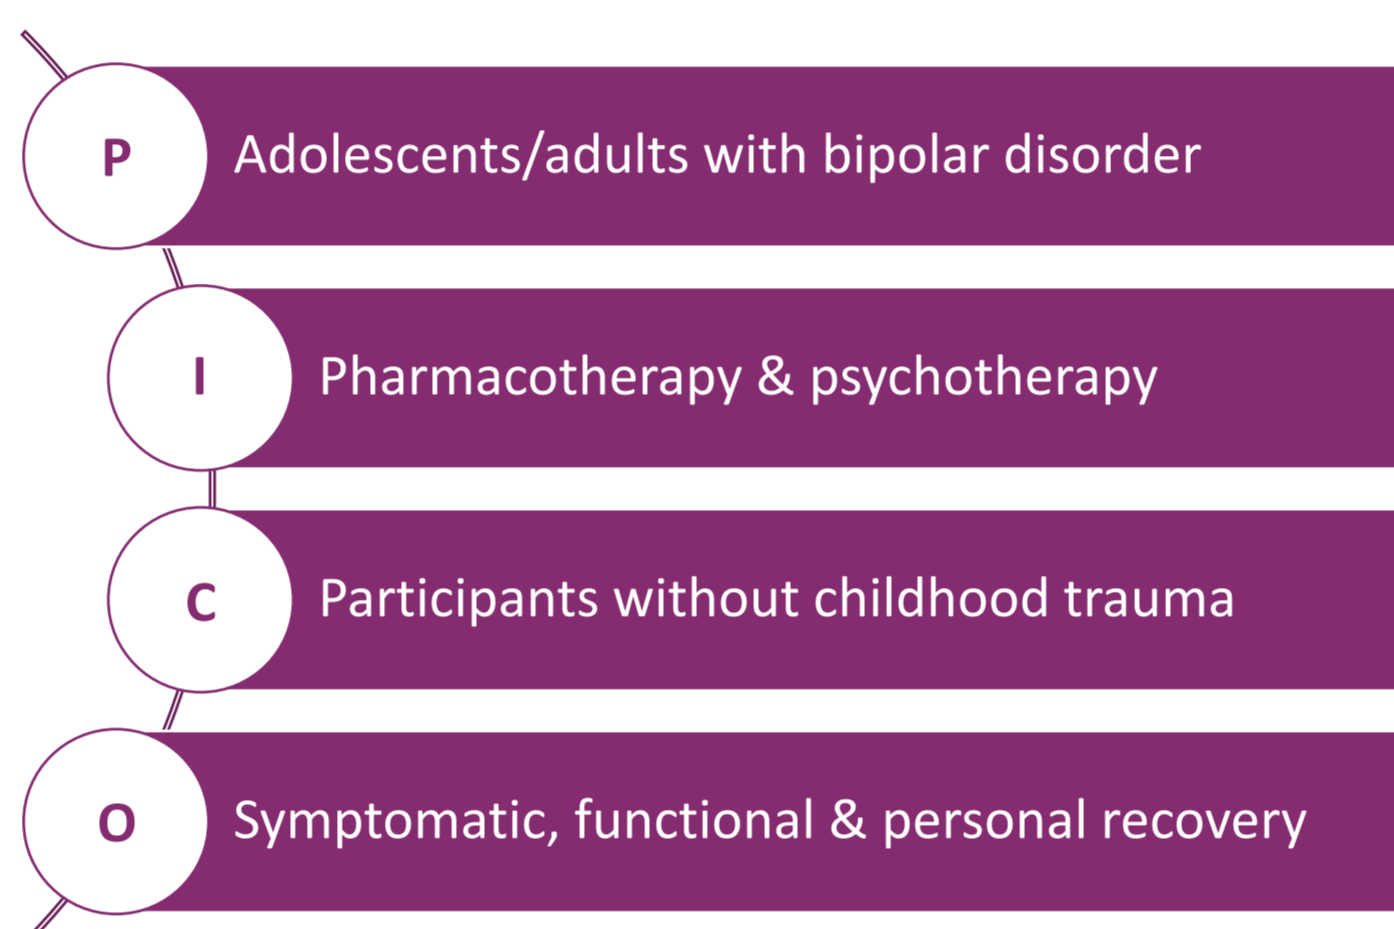 P
Adolescents/adults with bipolar disorder
I
Pharmacotherapy & psychotherapy
C
Participants without childhood trauma
O
Symptomatic, functional & personal recovery